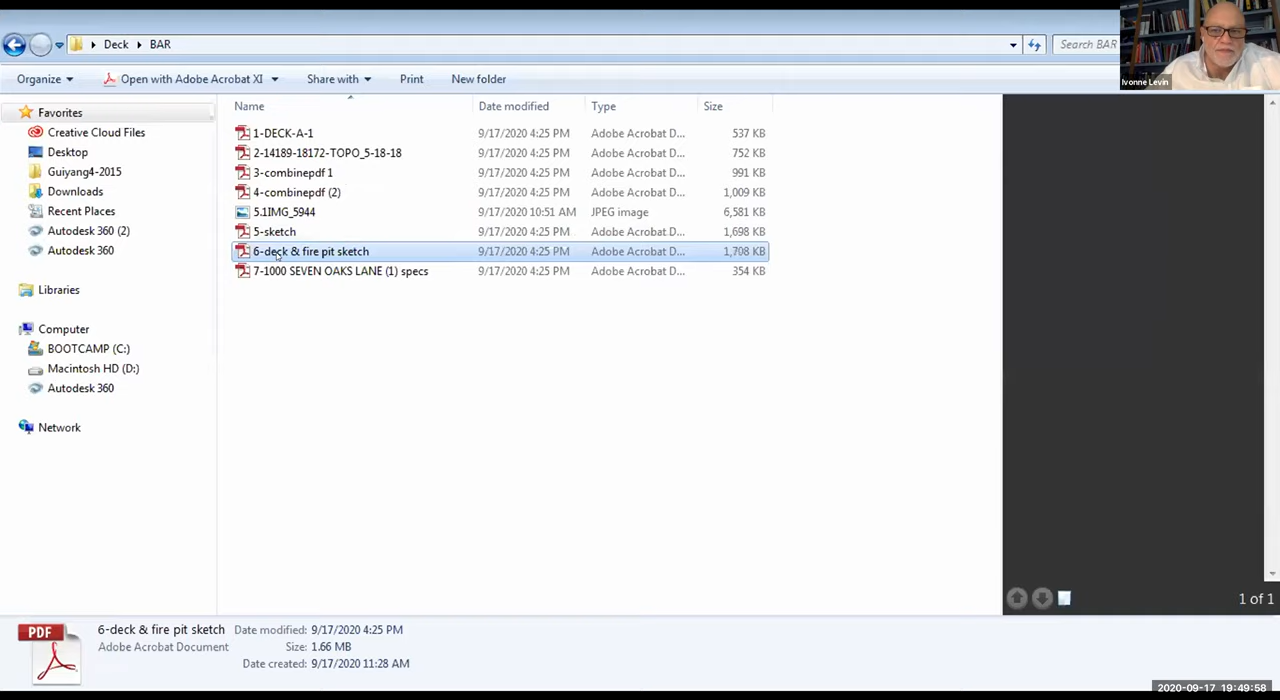 Deck BAR
Search BAR
Ivonne Levin
Organize Open with Adobe Acrobat XI Share with Print New folder
Favorites
Creative Cloud Files
Desktop
Guiyang4-2015
Downloads
Recent Places
Autodesk 360 (2)
Autodesk 360
Libraries
Computer
BOOTCAMP (C:)
Macintosh HD (D:)
Autodesk 360
Network
Name Date modified Type Size
1-DECK-A-1 9/17/2020 4:25 PM Adobe Acrobat D... 537 KB
2-14189-18172-TOPO_5-18-18 9/17/2020 4:25 PM Adobe Acrobat D... 752 KB
3-combinepdf 1 9/17/2020 4:25 PM Adobe Acrobat D... 991 KB
4-combinepdf (2) 9/17/2020 4:25 PM Adobe Acrobat D... 1,009 KB
5.1IMG_5944 9/17/2020 10:51 AM JPEG image 6,581 KB
5-sketch 9/17/2020 4:25 PM Adobe Acrobat D... 1,698 KB
6-deck & fire pit sketch 9/17/2020 4:25 PM Adobe Acrobat D... 1,708 KB
7-1000 SEVEN OAKS LANE (1) specs 9/17/2020 4:25 PM Adobe Acrobat D... 354 KB
1 of 1
PDF
6-deck & fire pit sketch Date modified: 9/17/2020 4:25 PM
Adobe Acrobat Document Size: 1.66 MB
Date created: 9/17/2020 11:28 AM
2020-09-17 19:49:58